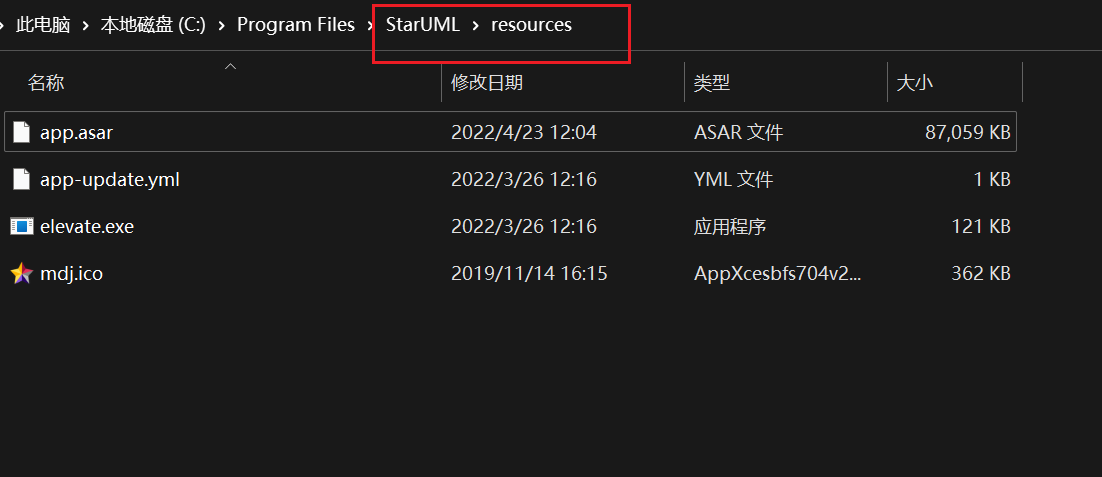 此电脑 › 本地磁盘 (C:) › Program Files › StarUML › resources
名称 修改日期 类型 大小
app.asar 2022/4/23 12:04 ASAR 文件 87,059 KB
app-update.yml 2022/3/26 12:16 YML 文件 1 KB
elevate.exe 2022/3/26 12:16 应用程序 121 KB
mdj.ico 2019/11/14 16:15 AppXcesbfs704v2... 362 KB